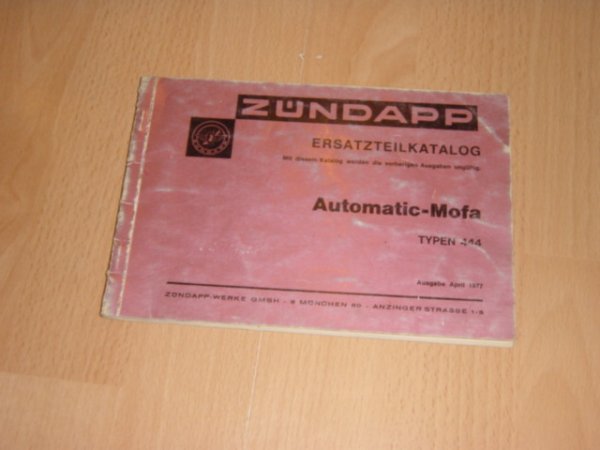 ZÜNDAPP
ERSATZTEILKATALOG
Mit diesem Katalog werden die vorherigen Ausgaben ungültig.
Automatic-Mofa
TYPEN 444
Ausgabe April 1977
ZÜNDAPP-WERKE GMBH - 8 MÜNCHEN 80 - ANZINGER STRASSE 1-3